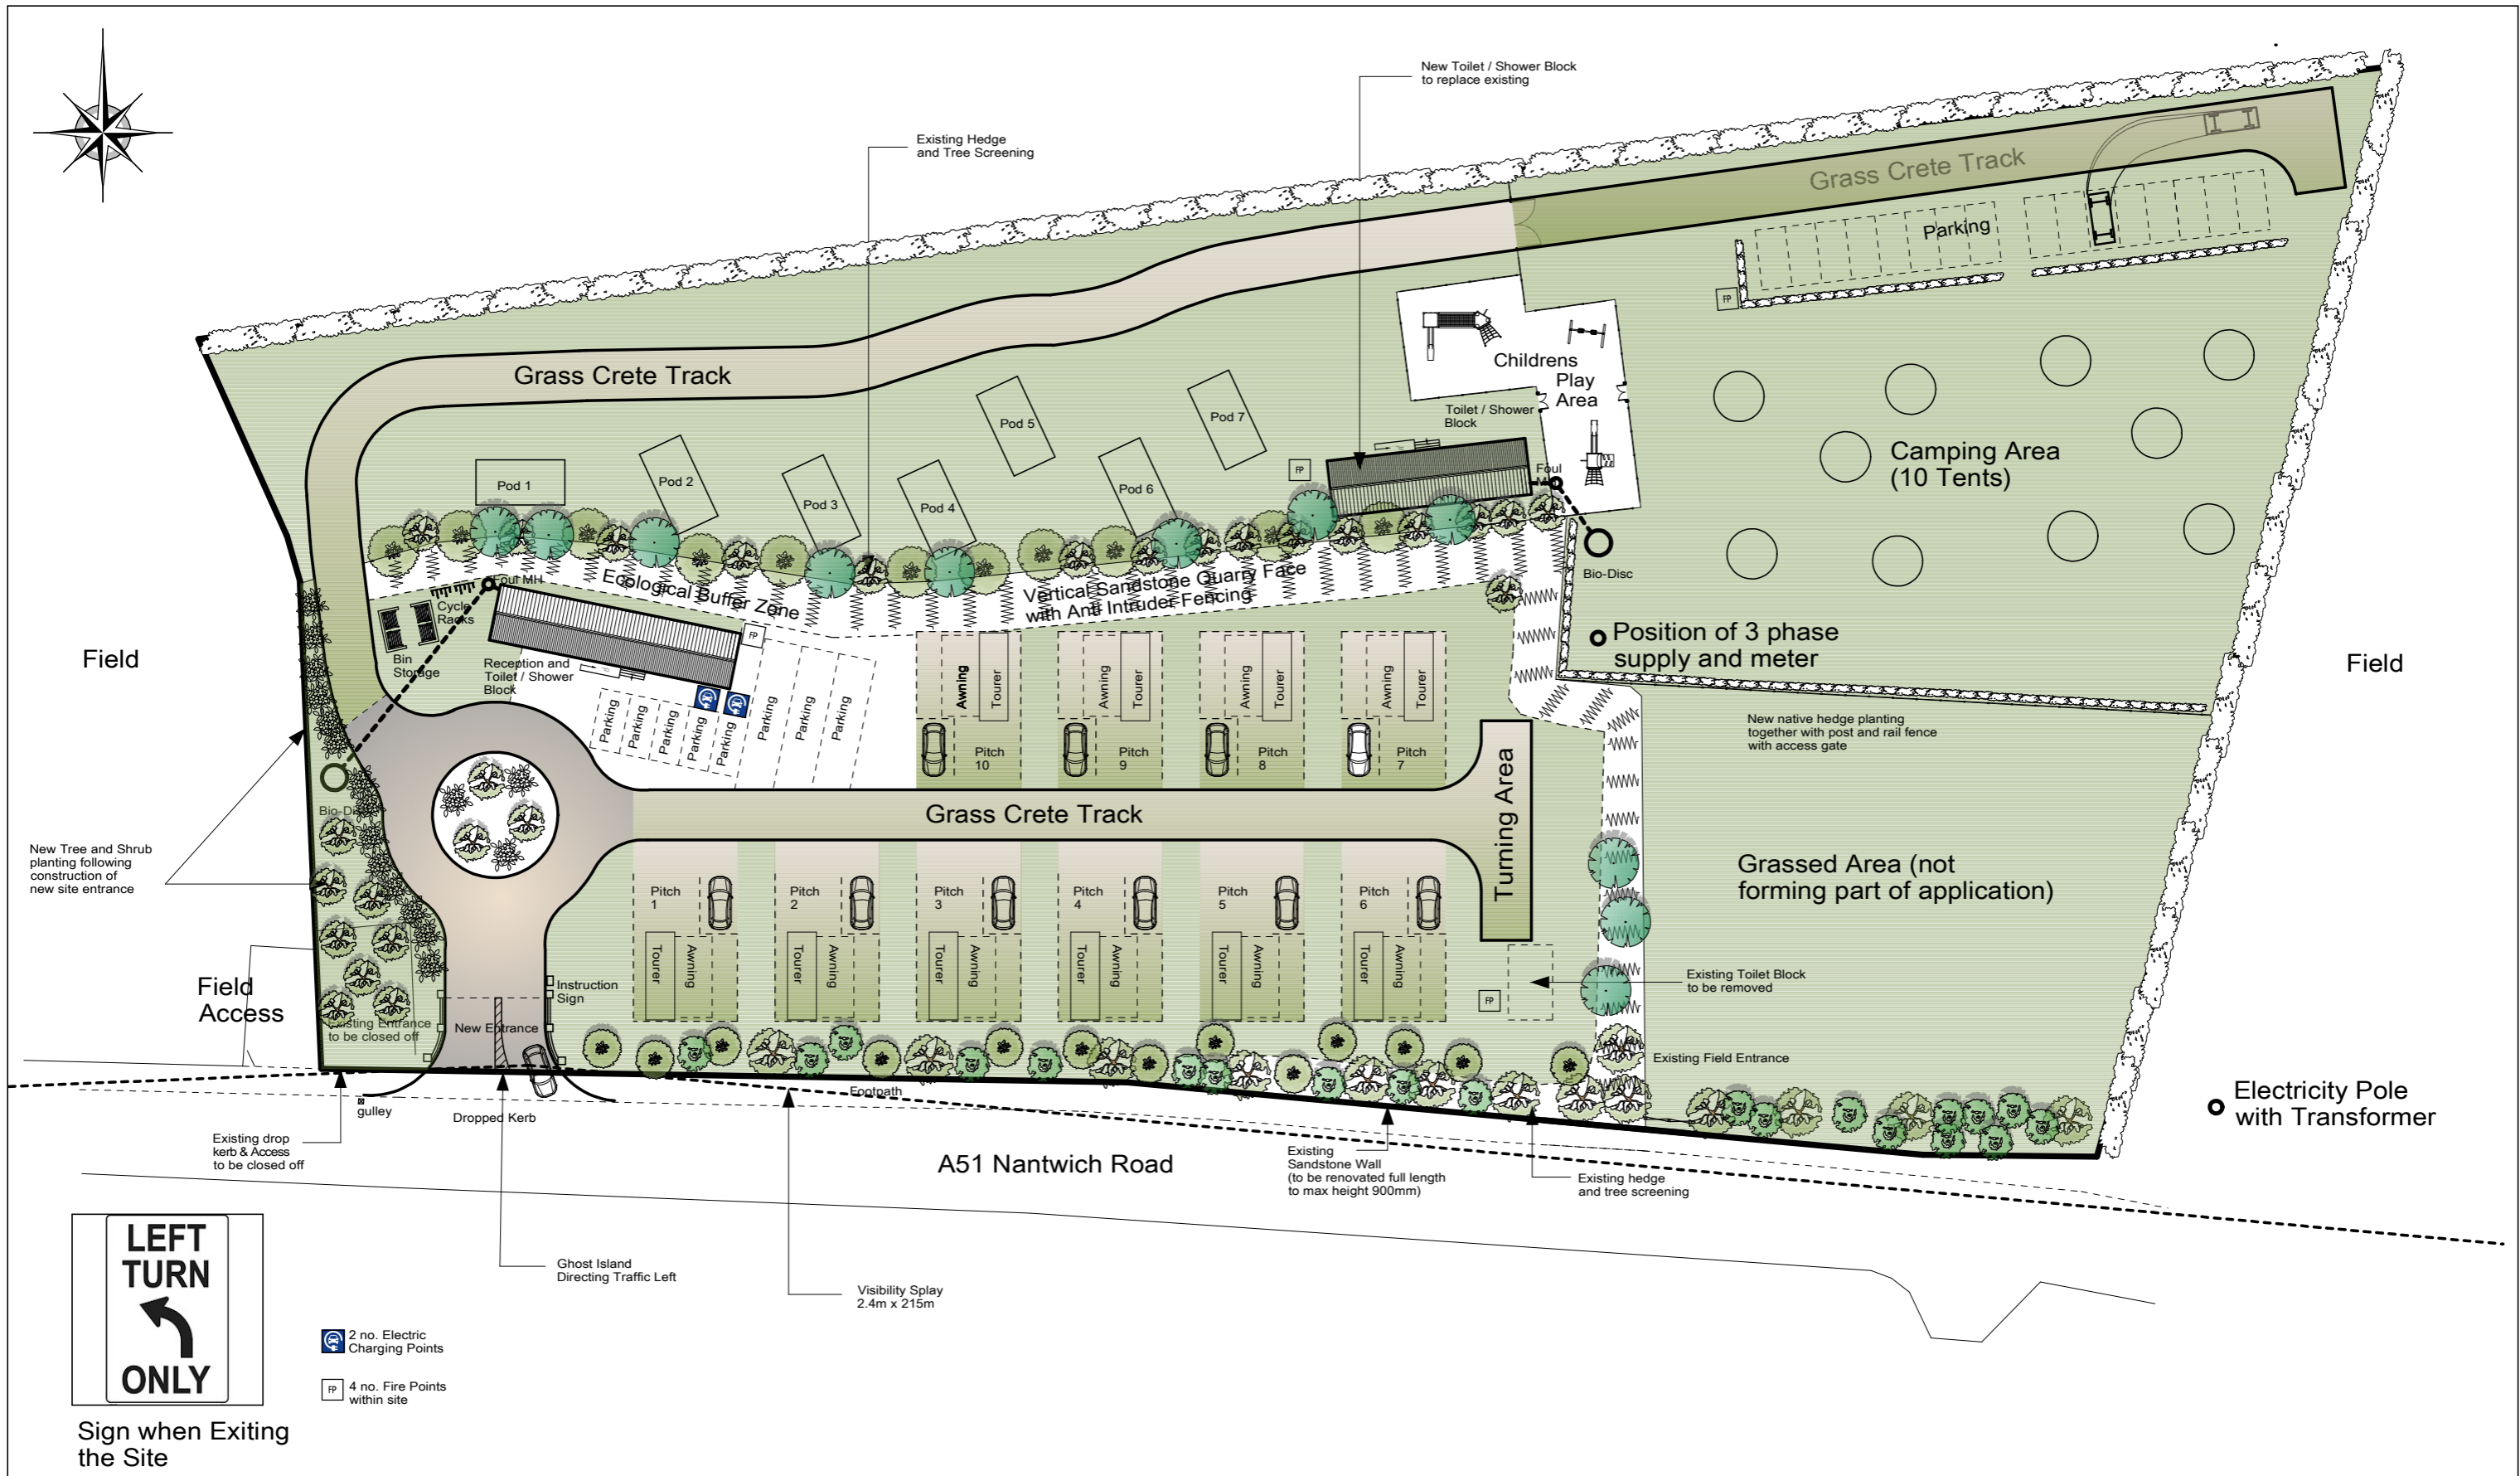 New Toilet / Shower Block
to replace existing
Existing Hedge
and Tree Screening
Grass Crete Track
Parking
FP
Childrens
Play
Area
Grass Crete Track
Toilet / Shower
Block
Pod 1
Pod 2
Pod 3
Pod 4
Pod 5
Pod 6
Pod 7
FP
Foul
Camping Area
(10 Tents)
Bio-Disc
Foul MH
Ecological Buffer Zone
Vertical Sandstone Quarry Face
with Anti Intruder Fencing
Cycle
Racks
Bin
Storage
Reception and
Toilet / Shower
Block
FP
Position of 3 phase
supply and meter
Field
Field
Parking
Parking
Parking
Parking
Parking
Parking
Parking
Parking
Awning
Tourer
Pitch
10
Awning
Tourer
Pitch
9
Awning
Tourer
Pitch
8
Awning
Tourer
Pitch
7
New native hedge planting
together with post and rail fence
with access gate
Turning Area
Grass Crete Track
Bio-Disc
New Tree and Shrub
planting following
construction of
new site entrance
Grassed Area (not
forming part of application)
Pitch
1
Tourer
Awning
Pitch
2
Tourer
Awning
Pitch
3
Tourer
Awning
Pitch
4
Tourer
Awning
Pitch
5
Tourer
Awning
Pitch
6
Tourer
Awning
FP
Existing Toilet Block
to be removed
Field
Access
Instruction
Sign
Existing Entrance
to be closed off
New Entrance
Existing Field Entrance
Footpath
gulley
Dropped Kerb
Electricity Pole
with Transformer
Existing drop
kerb & Access
to be closed off
A51 Nantwich Road
Existing
Sandstone Wall
(to be renovated full length
to max height 900mm)
Existing hedge
and tree screening
Ghost Island
Directing Traffic Left
Visibility Splay
2.4m x 215m
LEFT
TURN
ONLY
Sign when Exiting
the Site
2 no. Electric
Charging Points
FP
4 no. Fire Points
within site